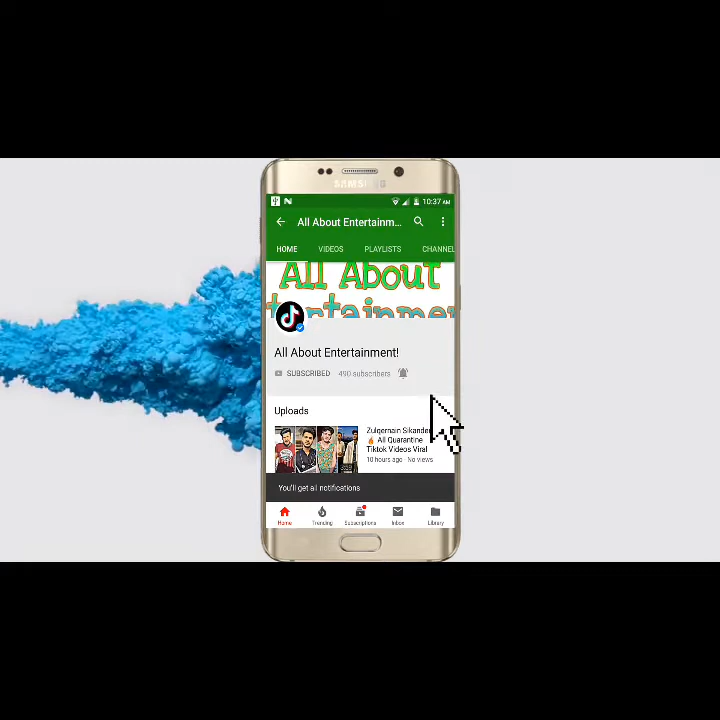 SAMSUNG
10:37 AM
All About Entertainm...
HOME VIDEOS PLAYLISTS CHANNEL
All About
Entertainment
All About Entertainment!
SUBSCRIBED 490 subscribers
Uploads
Zulqernain Sikander
🔥 All Quarantine
Tiktok Videos Viral
10 hours ago · No views
You'll get all notifications
Home Trending Subscriptions Inbox Library